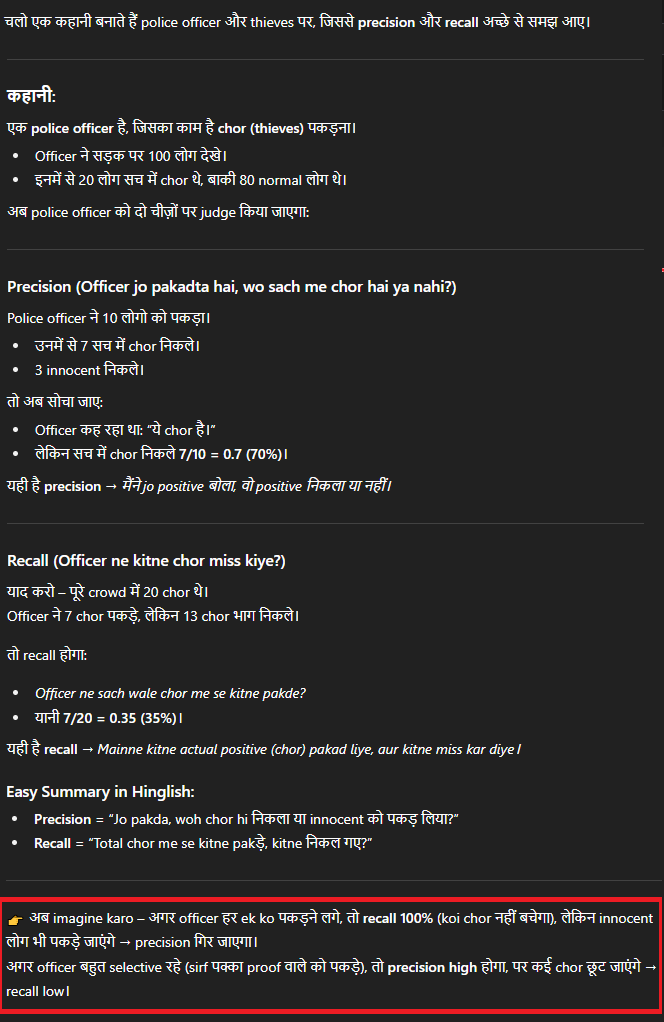 चलो एक कहानी बनाते हैं police officer और thieves पर, जिससे precision और recall अच्छे से समझ आए।
कहानी:
एक police officer है, जिसका काम है chor (thieves) पकड़ना।
• Officer ने सड़क पर 100 लोग देखे।
• इनमें से 20 लोग सच में chor थे, बाकी 80 normal लोग थे।
अब police officer को दो चीज़ों पर judge किया जाएगा:
Precision (Officer jo pakadta hai, wo sach me chor hai ya nahi?)
Police officer ने 10 लोगो को पकड़ा।
• उनमें से 7 सच में chor निकले।
• 3 innocent निकले।
तो अब सोचा जाए:
• Officer कह रहा था: “ये chor है।”
• लेकिन सच में chor निकले 7/10 = 0.7 (70%)।
यही है precision → मैंने jo positive बोला, वो positive निकला या नहीं।
Recall (Officer ne kitne chor miss kiye?)
याद करो – पूरे crowd में 20 chor थे।
Officer ने 7 chor पकड़े, लेकिन 13 chor भाग निकले।
तो recall होगा:
• Officer ne sach wale chor me se kitne pakde?
• यानी 7/20 = 0.35 (35%)।
यही है recall → Mainne kitne actual positive (chor) pakad liye, aur kitne miss kar diye।
Easy Summary in Hinglish:
• Precision = “Jo pakda, woh chor hi निकला या innocent को पकड़ लिया?”
• Recall = “Total chor me se kitne pakड़े, kitne निकल गए?”
👉 अब imagine karo – अगर officer हर ek को पकड़ने लगे, तो recall 100% (koi chor नहीं बचेगा), लेकिन innocent
लोग भी पकड़े जाएंगे → precision गिर जाएगा।
अगर officer बहुत selective रहे (sirf पक्का proof वाले को पकड़े), तो precision high होगा, पर कई chor छूट जाएंगे →
recall low।